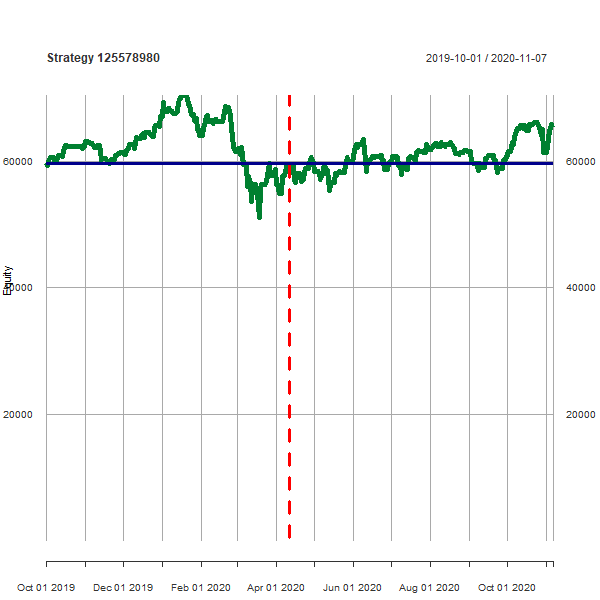 Strategy 125578980
2019-10-01 / 2020-11-07
60000
60000
Equity
40000
40000
20000
20000
Oct 01 2019
Dec 01 2019
Feb 01 2020
Apr 01 2020
Jun 01 2020
Aug 01 2020
Oct 01 2020